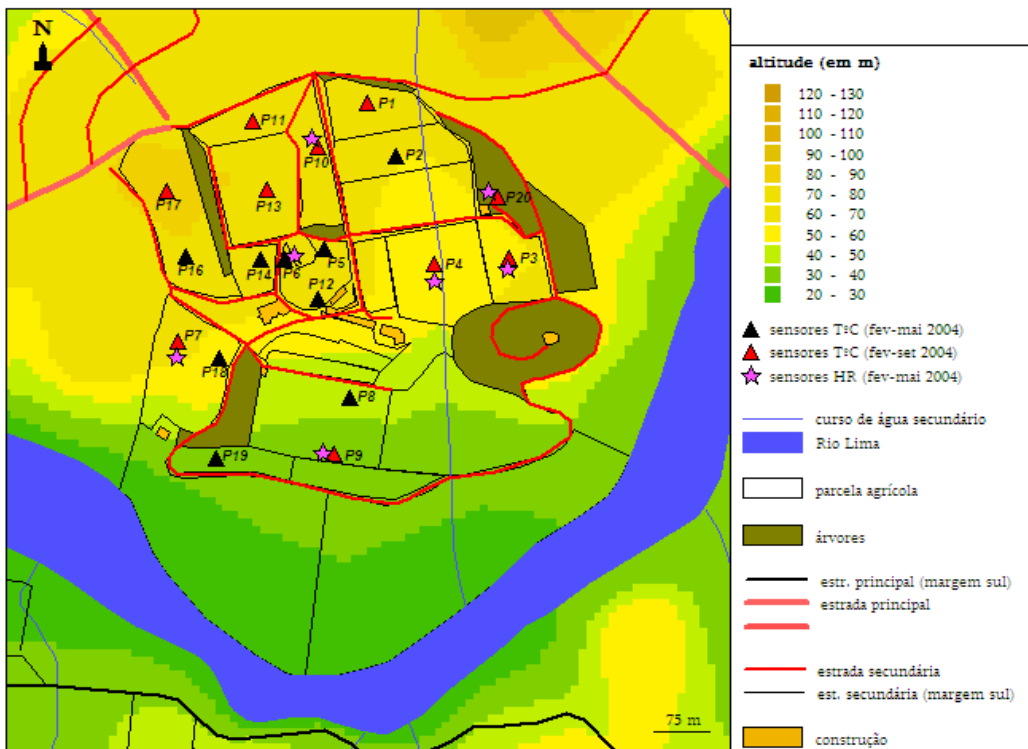 N
P1
P11
P10
P2
P17
P13
P20
P16
P14
P6
P5
P4
P3
P12
P7
P18
P8
P19
P9
75 m
altitude (em m)
120 - 130
110 - 120
100 - 110
90 - 100
80 - 90
70 - 80
60 - 70
50 - 60
40 - 50
30 - 40
20 - 30
sensores TºC (fev-mai 2004)
sensores TºC (fev-set 2004)
sensores HR (fev-mai 2004)
curso de água secundário
Rio Lima
parcela agrícola
árvores
estr. principal (margem sul)
estrada principal
estrada secundária
est. secundária (margem sul)
construção